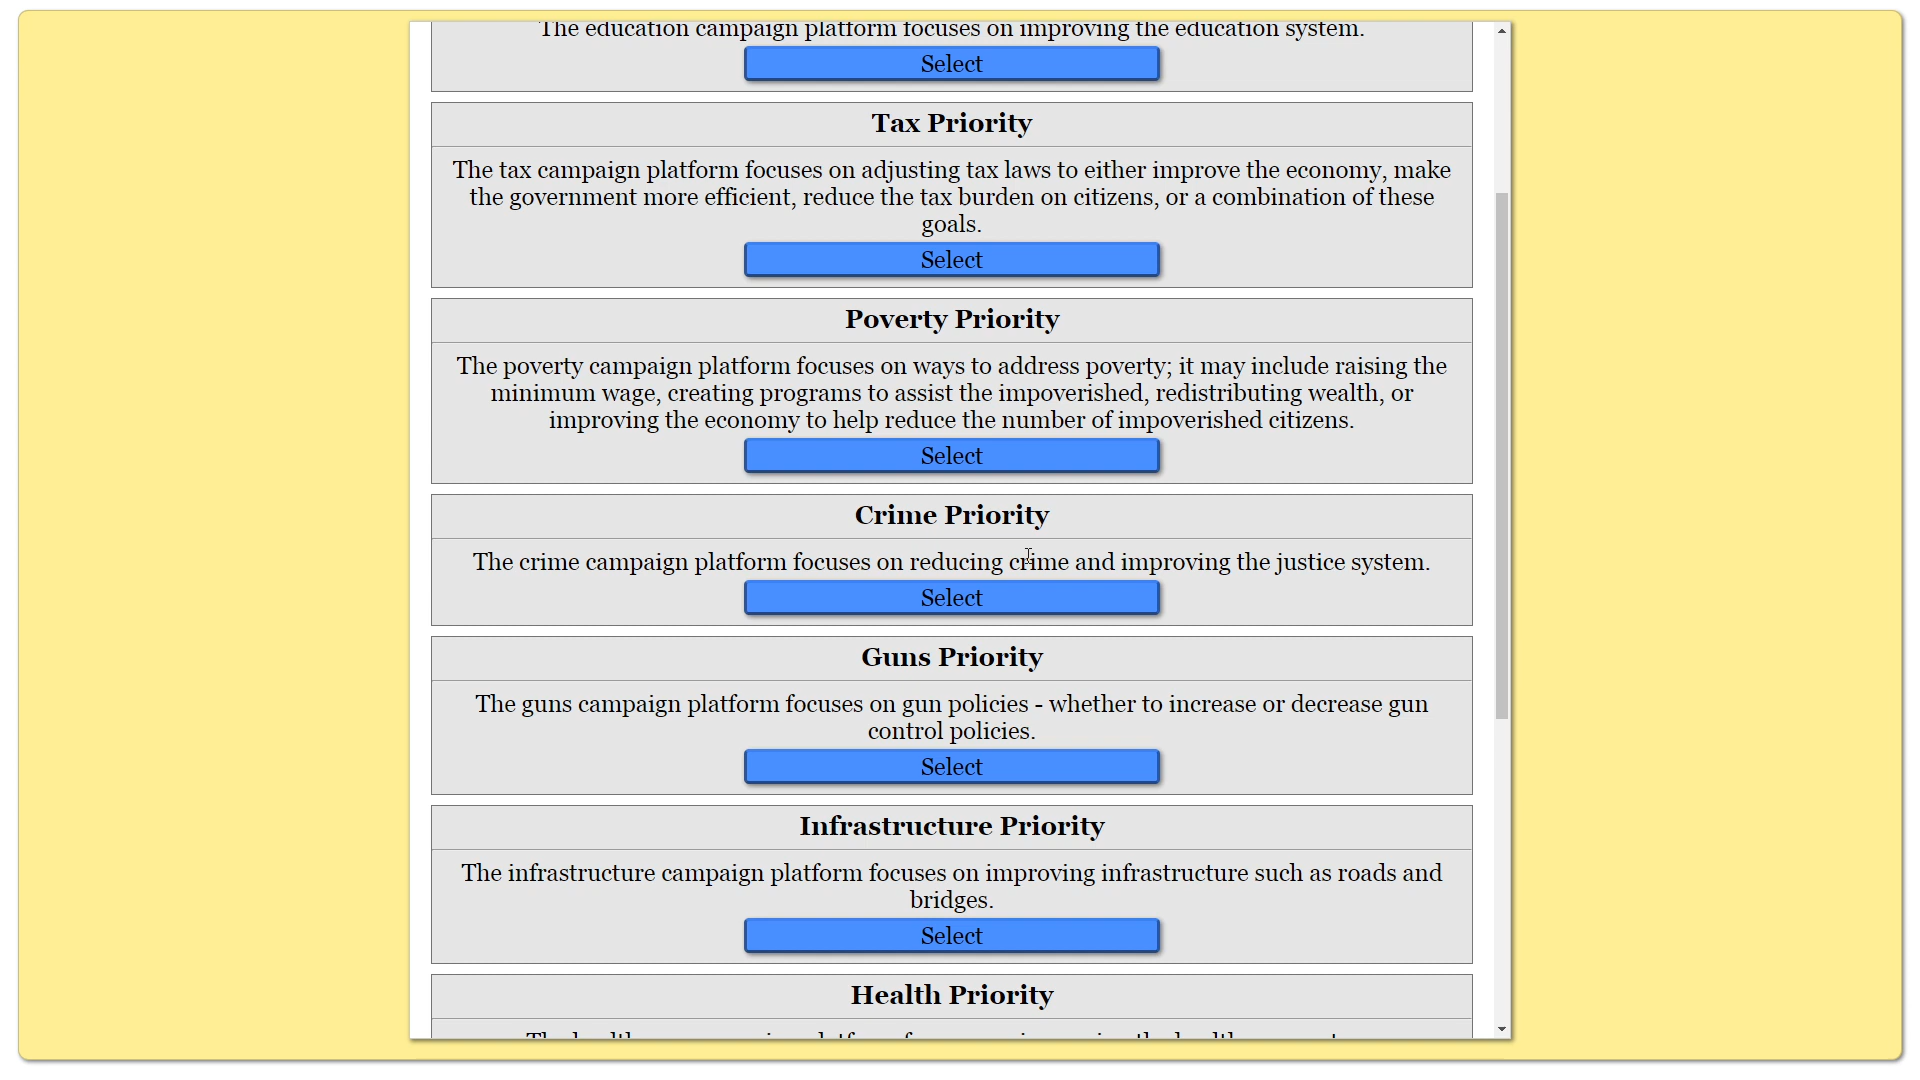 The education campaign platform focuses on improving the education system.
Select
Tax Priority
The tax campaign platform focuses on adjusting tax laws to either improve the economy, make
the government more efficient, reduce the tax burden on citizens, or a combination of these
goals.
Select
Poverty Priority
The poverty campaign platform focuses on ways to address poverty; it may include raising the
minimum wage, creating programs to assist the impoverished, redistributing wealth, or
improving the economy to help reduce the number of impoverished citizens.
Select
Crime Priority
The crime campaign platform focuses on reducing crime and improving the justice system.
Select
Guns Priority
The guns campaign platform focuses on gun policies - whether to increase or decrease gun
control policies.
Select
Infrastructure Priority
The infrastructure campaign platform focuses on improving infrastructure such as roads and
bridges.
Select
Health Priority